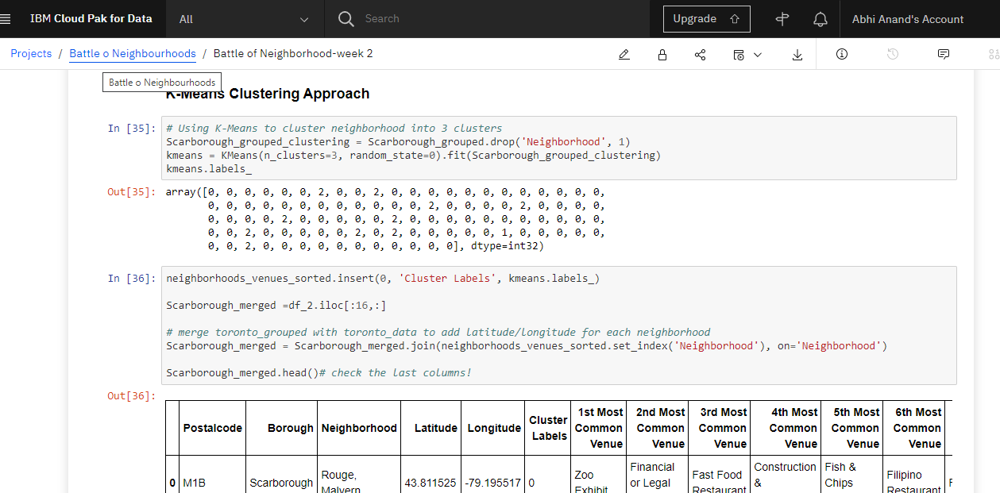 IBM Cloud Pak for Data
All
Search
Upgrade
Abhi Anand's Account
Projects / Battle o Neighbourhoods / Battle of Neighborhood-week 2
Battle o Neighbourhoods
K-Means Clustering Approach
In [35]: # Using K-Means to cluster neighborhood into 3 clusters
Scarborough_grouped_clustering = Scarborough_grouped.drop('Neighborhood', 1)
kmeans = KMeans(n_clusters=3, random_state=0).fit(Scarborough_grouped_clustering)
kmeans.labels_
Out[35]: array([0, 0, 0, 0, 0, 0, 2, 0, 0, 2, 0, 0, 0, 0, 0, 0, 0, 0, 0, 0, 0, 0,
0, 0, 0, 0, 0, 0, 0, 0, 0, 0, 0, 0, 2, 0, 0, 0, 0, 2, 0, 0, 0, 0,
0, 0, 0, 0, 2, 0, 0, 0, 0, 0, 2, 0, 0, 0, 0, 0, 0, 0, 0, 0, 0, 0,
0, 0, 2, 0, 0, 0, 0, 0, 2, 0, 2, 0, 0, 0, 0, 0, 1, 0, 0, 0, 0, 0,
0, 0, 2, 0, 0, 0, 0, 0, 0, 0, 0, 0, 0, 0], dtype=int32)
In [36]: neighborhoods_venues_sorted.insert(0, 'Cluster Labels', kmeans.labels_)
Scarborough_merged =df_2.iloc[:16,:]
# merge toronto_grouped with toronto_data to add latitude/longitude for each neighborhood
Scarborough_merged = Scarborough_merged.join(neighborhoods_venues_sorted.set_index('Neighborhood'), on='Neighborhood')
Scarborough_merged.head()# check the last columns!
Out[36]:
Postalcode Borough Neighborhood Latitude Longitude Cluster Labels 1st Most Common Venue 2nd Most Common Venue 3rd Most Common Venue 4th Most Common Venue 5th Most Common Venue 6th Most Common Venue
0 M1B Scarborough Rouge, Malvern 43.811525 -79.195517 0 Zoo Exhibit Financial or Legal Fast Food Restaurant Construction & Fish & Chips Filipino Restaurant